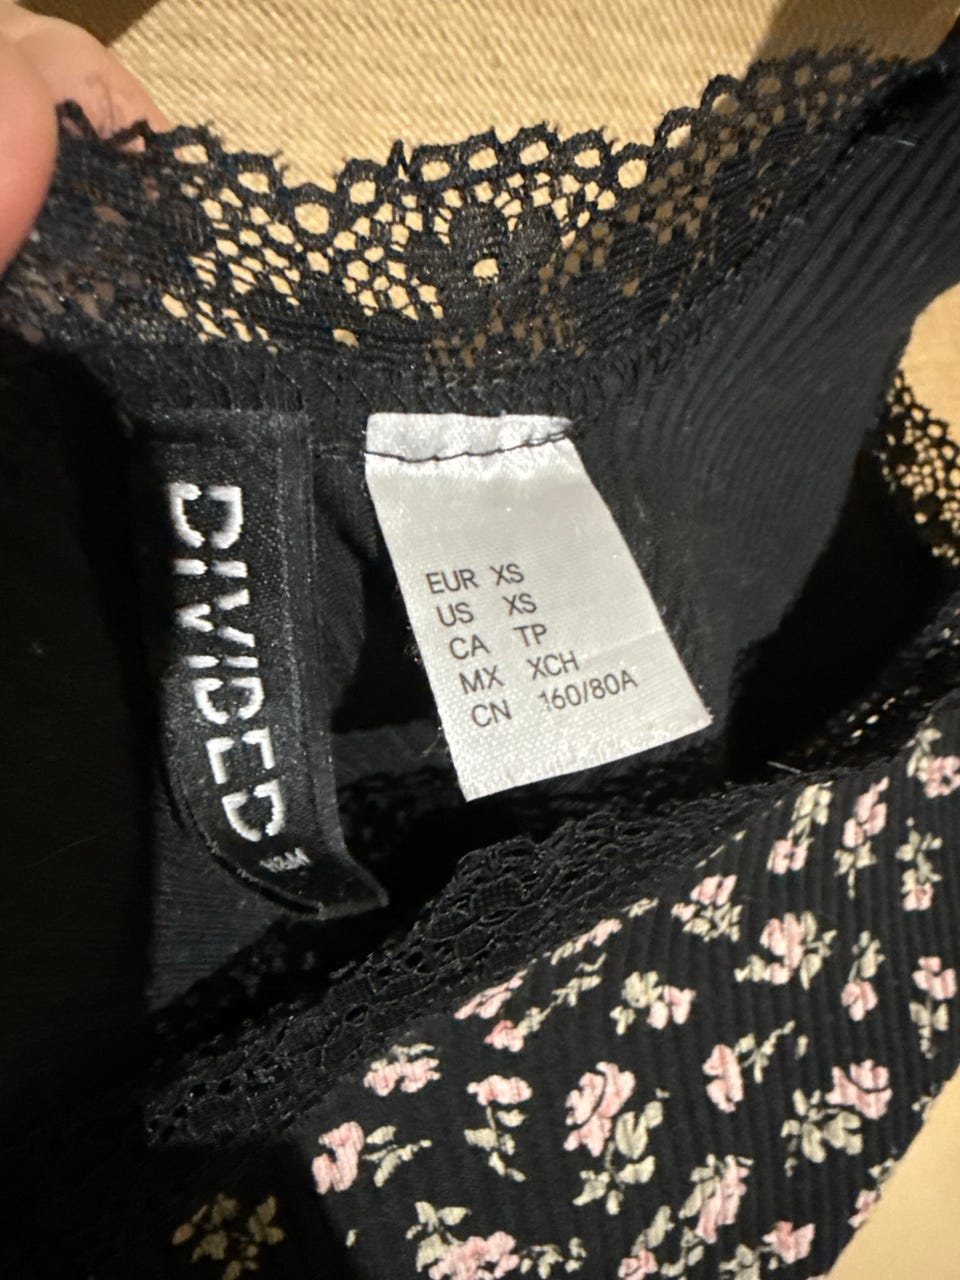 DIVIDED
H&M
EUR XS
US XS
CA TP
MX XCH
CN 160/80A